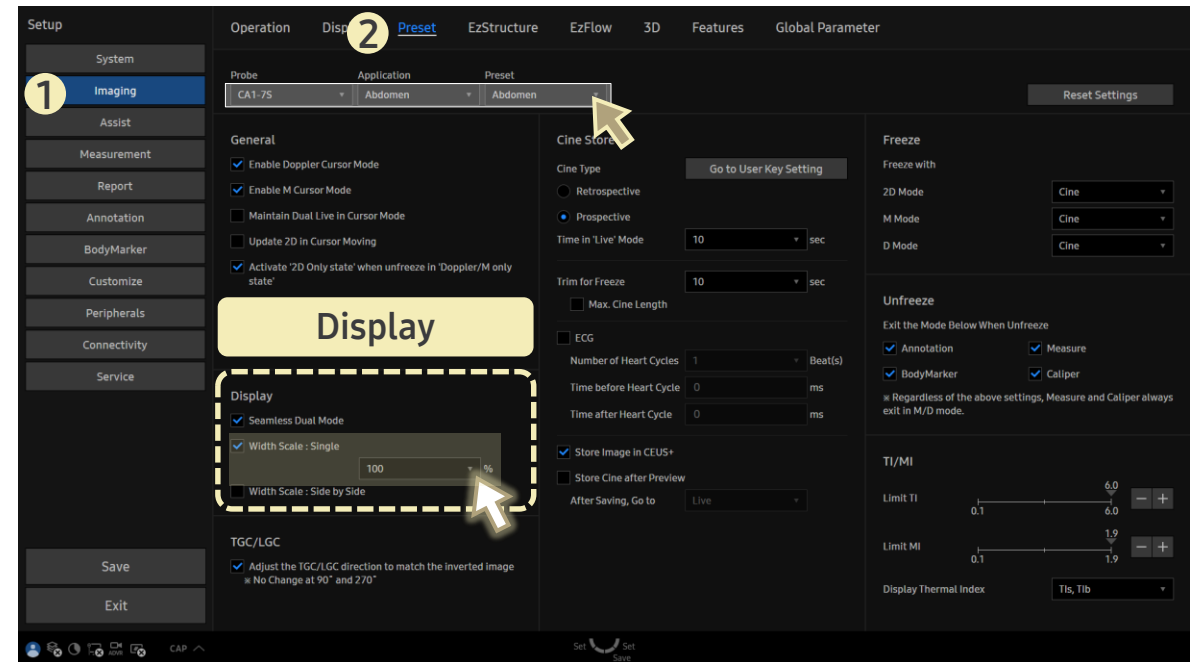 Setup
Operation Disp 2 Preset EzStructure EzFlow 3D Features Global Parameter
System
1 Imaging
Assist
Measurement
Report
Annotation
BodyMarker
Customize
Peripherals
Connectivity
Service
Save
Exit
Probe Application Preset
CA1-7S Abdomen Abdomen
Reset Settings
General
Enable Doppler Cursor Mode
Enable M Cursor Mode
Maintain Dual Live in Cursor Mode
Update 2D in Cursor Moving
Activate '2D Only state' when unfreeze in 'Doppler/M only
state'
Display
Display
Seamless Dual Mode
Width Scale : Single
100 %
Width Scale : Side by Side
TGC/LGC
Adjust the TGC/LGC direction to match the inverted image
※ No Change at 90˚ and 270˚
Cine Store
Cine Type Go to User Key Setting
Retrospective
Prospective
Time in 'Live' Mode 10 sec
Trim for Freeze 10 sec
Max. Cine Length
ECG
Number of Heart Cycles 1 Beat(s)
Time before Heart Cycle 0 ms
Time after Heart Cycle 0 ms
Store Image in CEUS+
Store Cine after Preview
After Saving, Go to Live
Freeze
Freeze with
2D Mode Cine
M Mode Cine
D Mode Cine
Unfreeze
Exit the Mode Below When Unfreeze
Annotation Measure
BodyMarker Caliper
※ Regardless of the above settings, Measure and Caliper always
exit in M/D mode.
TI/MI
6.0
Limit TI − +
0.1 6.0
1.9
Limit MI − +
0.1 1.9
Display Thermal Index TIs, TIb
CAP
Set Set
Save